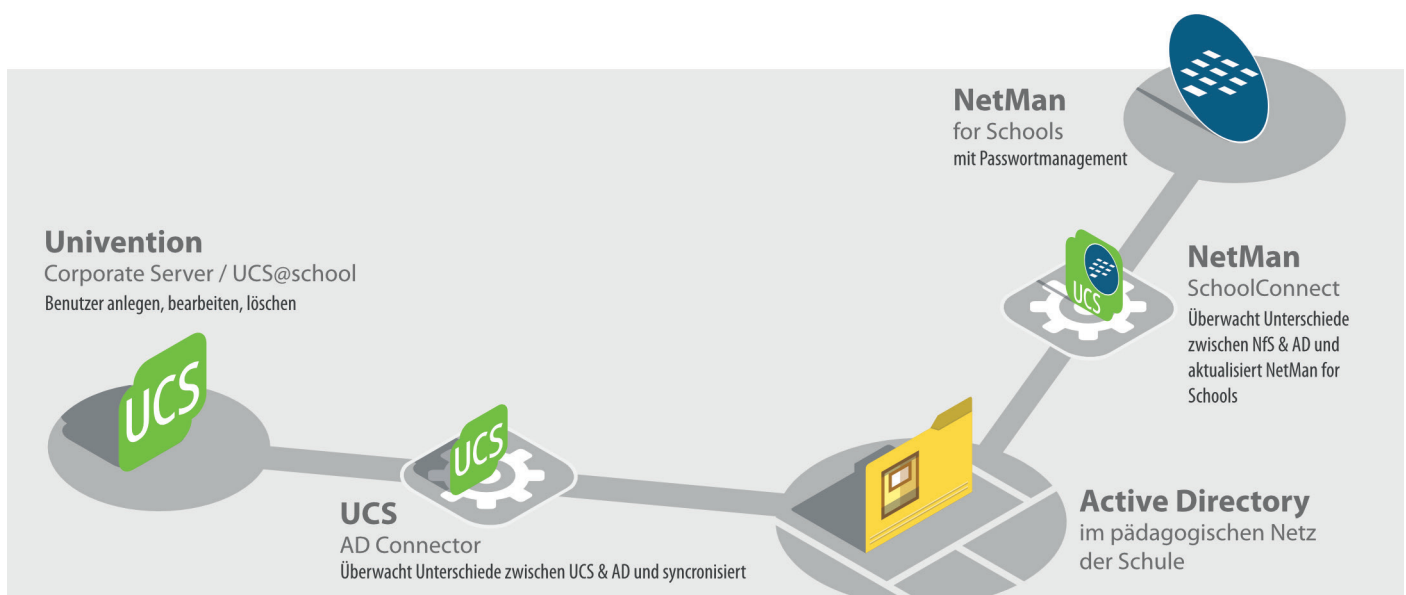 NetMan
for Schools
mit Passwortmanagement
Univention
Corporate Server / UCS@school
Benutzer anlegen, bearbeiten, löschen
UCS
NetMan
SchoolConnect
Überwacht Unterschiede
zwischen NfS & AD und
aktualisiert NetMan for
Schools
UCS
UCS
UCS
AD Connector
Überwacht Unterschiede zwischen UCS & AD und syncronisiert
Active Directory
im pädagogischen Netz
der Schule